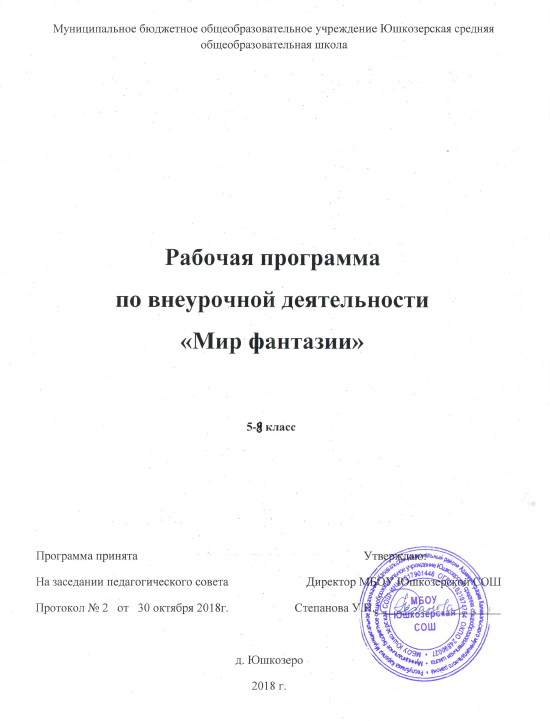 Муниципальное бюджетное общеобразовательное учреждение Юшкозерская средняя
общеобразовательная школа
Рабочая программа
по внеурочной деятельности
«Мир фантазии»
5- класс
Программа принята Утверждаю:
На заседании педагогического совета Директор МБОУ Юшкозерской СОШ
Протокол № 2 от 30 октября 2018г. Степанова У.
МБОУ
Юшкозерская
СОШ
д. Юшкозеро
2018 г.